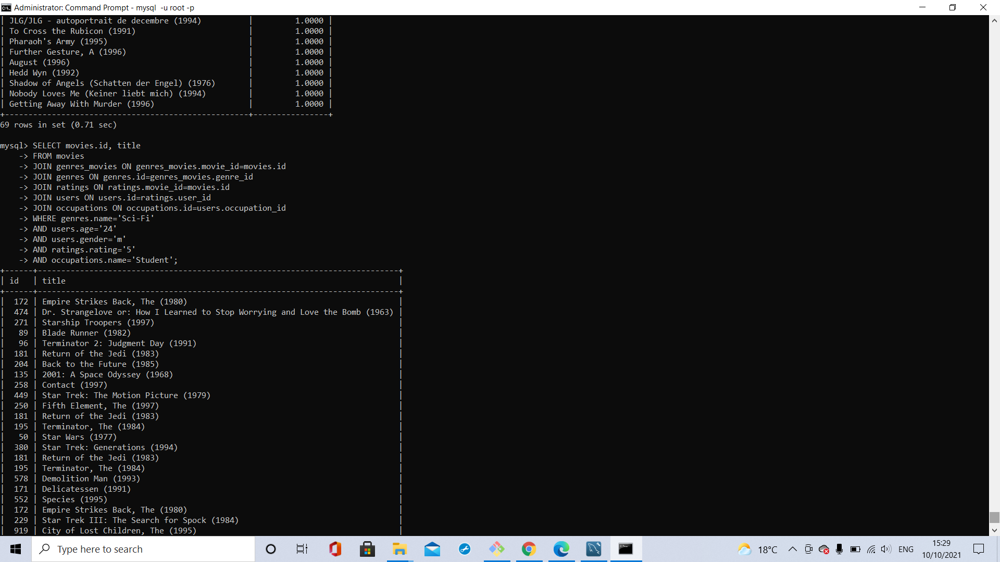 Administrator: Command Prompt - mysql  -u root -p
| JLG/JLG - autoportrait de decembre (1994)          |         1.0000 |
| To Cross the Rubicon (1991)                        |         1.0000 |
| Pharaoh's Army (1995)                              |         1.0000 |
| Further Gesture, A (1996)                          |         1.0000 |
| August (1996)                                      |         1.0000 |
| Hedd Wyn (1992)                                    |         1.0000 |
| Shadow of Angels (Schatten der Engel) (1976)       |         1.0000 |
| Nobody Loves Me (Keiner liebt mich) (1994)         |         1.0000 |
| Getting Away With Murder (1996)                    |         1.0000 |
+----------------------------------------------------+----------------+
69 rows in set (0.71 sec)
mysql> SELECT movies.id, title
    -> FROM movies
    -> JOIN genres_movies ON genres_movies.movie_id=movies.id
    -> JOIN genres ON genres.id=genres_movies.genre_id
    -> JOIN ratings ON ratings.movie_id=movies.id
    -> JOIN users ON users.id=ratings.user_id
    -> JOIN occupations ON occupations.id=users.occupation_id
    -> WHERE genres.name='Sci-Fi'
    -> AND users.age='24'
    -> AND users.gender='m'
    -> AND ratings.rating='5'
    -> AND occupations.name='Student';
+------+-----------------------------------------------------------------------------+
| id   | title                                                                       |
+------+-----------------------------------------------------------------------------+
|  172 | Empire Strikes Back, The (1980)                                             |
|  474 | Dr. Strangelove or: How I Learned to Stop Worrying and Love the Bomb (1963) |
|  271 | Starship Troopers (1997)                                                    |
|   89 | Blade Runner (1982)                                                         |
|   96 | Terminator 2: Judgment Day (1991)                                           |
|  181 | Return of the Jedi (1983)                                                   |
|  204 | Back to the Future (1985)                                                   |
|  135 | 2001: A Space Odyssey (1968)                                                |
|  258 | Contact (1997)                                                              |
|  449 | Star Trek: The Motion Picture (1979)                                        |
|  250 | Fifth Element, The (1997)                                                   |
|  181 | Return of the Jedi (1983)                                                   |
|  195 | Terminator, The (1984)                                                      |
|   50 | Star Wars (1977)                                                            |
|  380 | Star Trek: Generations (1994)                                               |
|  181 | Return of the Jedi (1983)                                                   |
|  195 | Terminator, The (1984)                                                      |
|  578 | Demolition Man (1993)                                                       |
|  171 | Delicatessen (1991)                                                         |
|  552 | Species (1995)                                                              |
|  172 | Empire Strikes Back, The (1980)                                             |
|  229 | Star Trek III: The Search for Spock (1984)                                  |
|  919 | City of Lost Children, The (1995)                                           |
Type here to search
18°C
ENG
15:29
10/10/2021